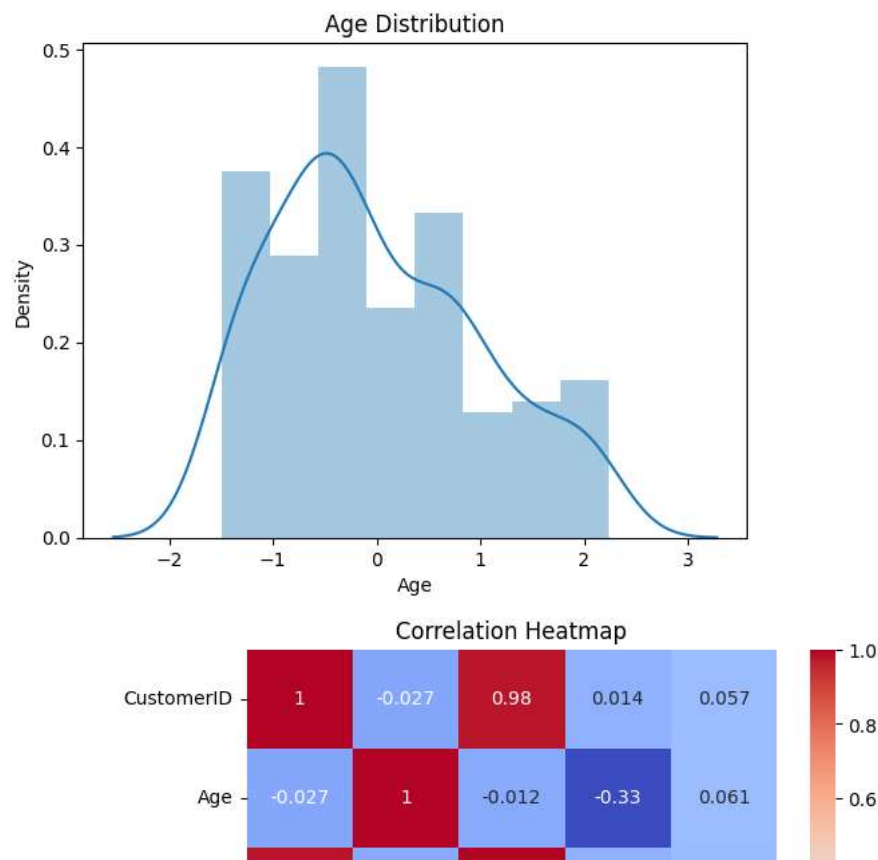 Age Distribution
0.5
0.4
0.3
0.2
0.1
0.0
Density
−2 −1 0 1 2 3
Age
Correlation Heatmap
CustomerID 1 -0.027 0.98 0.014 0.057
Age -0.027 1 -0.012 -0.33 0.061
1.0
0.8
0.6